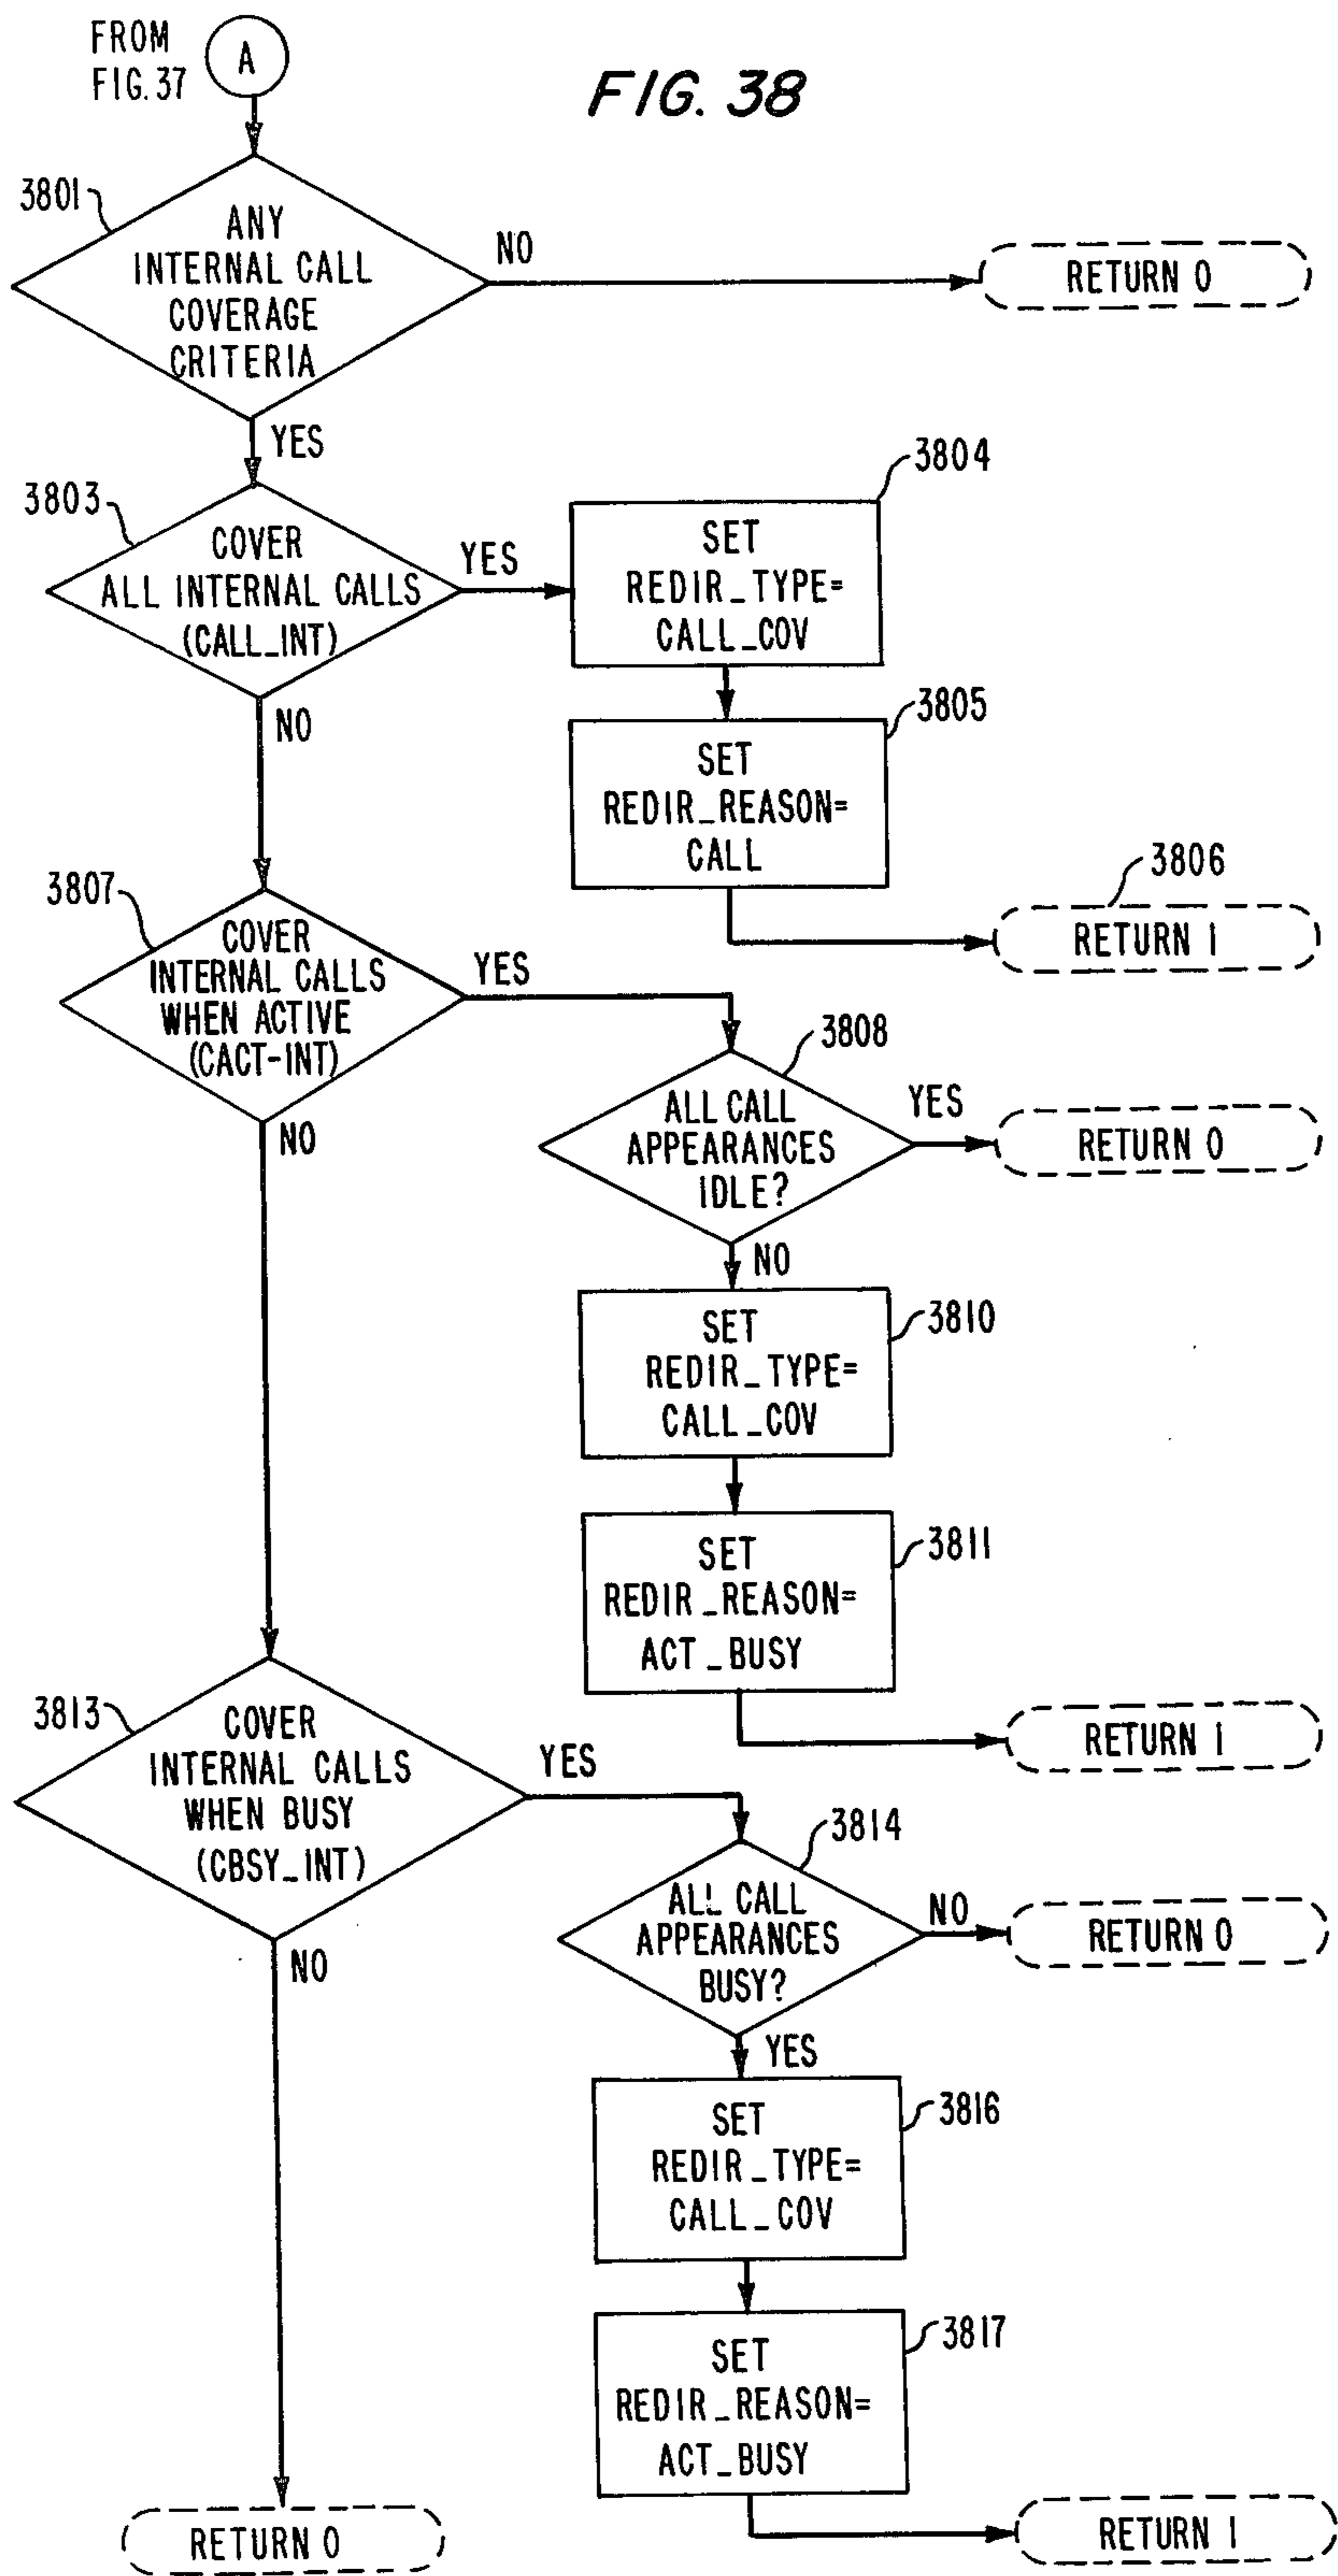 FROM
FIG. 37
A
FIG. 38
3801
ANY
INTERNAL CALL
COVERAGE
CRITERIA
NO
RETURN 0
YES
3803
COVER
ALL INTERNAL CALLS
(CALL_INT)
YES
3804
SET
REDIR_TYPE=
CALL_COV
NO
3805
SET
REDIR_REASON=
CALL
3806
RETURN 1
3807
COVER
INTERNAL CALLS
WHEN ACTIVE
(CACT-INT)
YES
NO
3808
ALL CALL
APPEARANCES
IDLE?
YES
RETURN 0
NO
3810
SET
REDIR_TYPE=
CALL_COV
3811
SET
REDIR_REASON=
ACT_BUSY
RETURN 1
3813
COVER
INTERNAL CALLS
WHEN BUSY
(CBSY_INT)
YES
NO
3814
ALL CALL
APPEARANCES
BUSY?
NO
RETURN 0
YES
3816
SET
REDIR_TYPE=
CALL_COV
3817
SET
REDIR_REASON=
ACT_BUSY
RETURN 1
RETURN 0